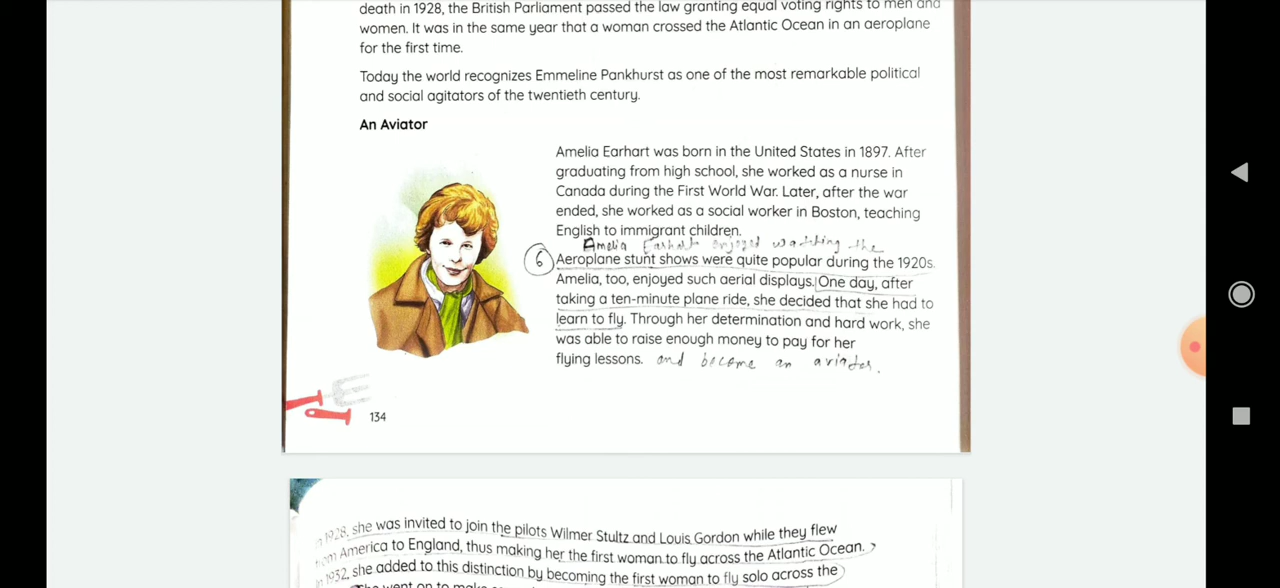 death in 1928, the British Parliament passed the law granting equal voting rights to men and
women. It was in the same year that a woman crossed the Atlantic Ocean in an aeroplane
for the first time.
Today the world recognizes Emmeline Pankhurst as one of the most remarkable political
and social agitators of the twentieth century.
An Aviator
Amelia Earhart was born in the United States in 1897. After
graduating from high school, she worked as a nurse in
Canada during the First World War. Later, after the war
ended, she worked as a social worker in Boston, teaching
English to immigrant children.
Amelia Earhart enjoyed watching the
6 Aeroplane stunt shows were quite popular during the 1920s.
Amelia, too, enjoyed such aerial displays. One day, after
taking a ten-minute plane ride, she decided that she had to
learn to fly. Through her determination and hard work, she
was able to raise enough money to pay for her
flying lessons. and become an aviator.
134
1928, she was invited to join the pilots Wilmer Stultz and Louis Gordon while they flew
America to England, thus making her the first woman to fly across the Atlantic Ocean.
1932, she added to this distinction by becoming the first woman to fly solo across the
went on to make